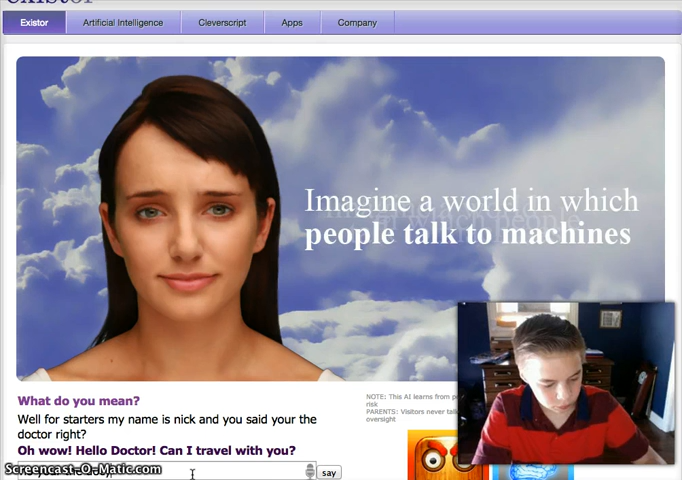 existor
Existor
Artificial Intelligence
Cleverscript
Apps
Company
Imagine a world in which
people talk to machines
What do you mean?
Well for starters my name is nick and you said your the
doctor right?
Oh wow! Hello Doctor! Can I travel with you?
NOTE: This AI learns from
risk
PARENTS: Visitors never
oversight
say
Screencast-O-Matic.com